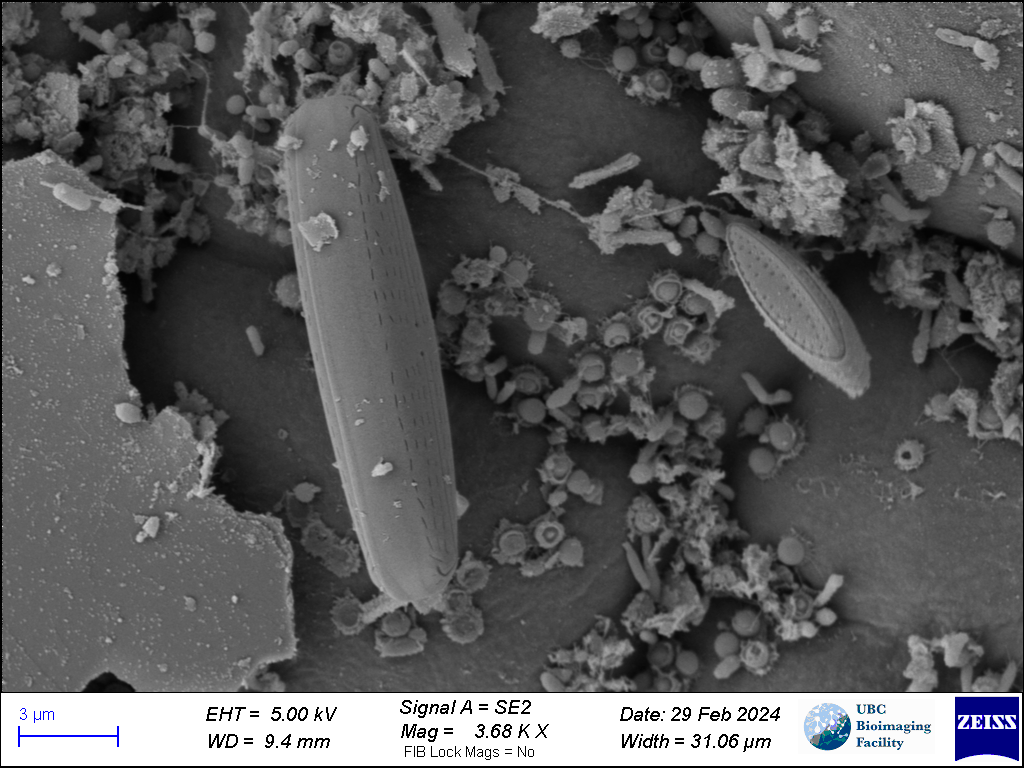 3 µm
EHT = 5.00 kV
WD = 9.4 mm
Signal A = SE2
Mag = 3.68 K X
FIB Lock Mags = No
Date: 29 Feb 2024
Width = 31.06 µm
UBC
Bioimaging
Facility
ZEISS